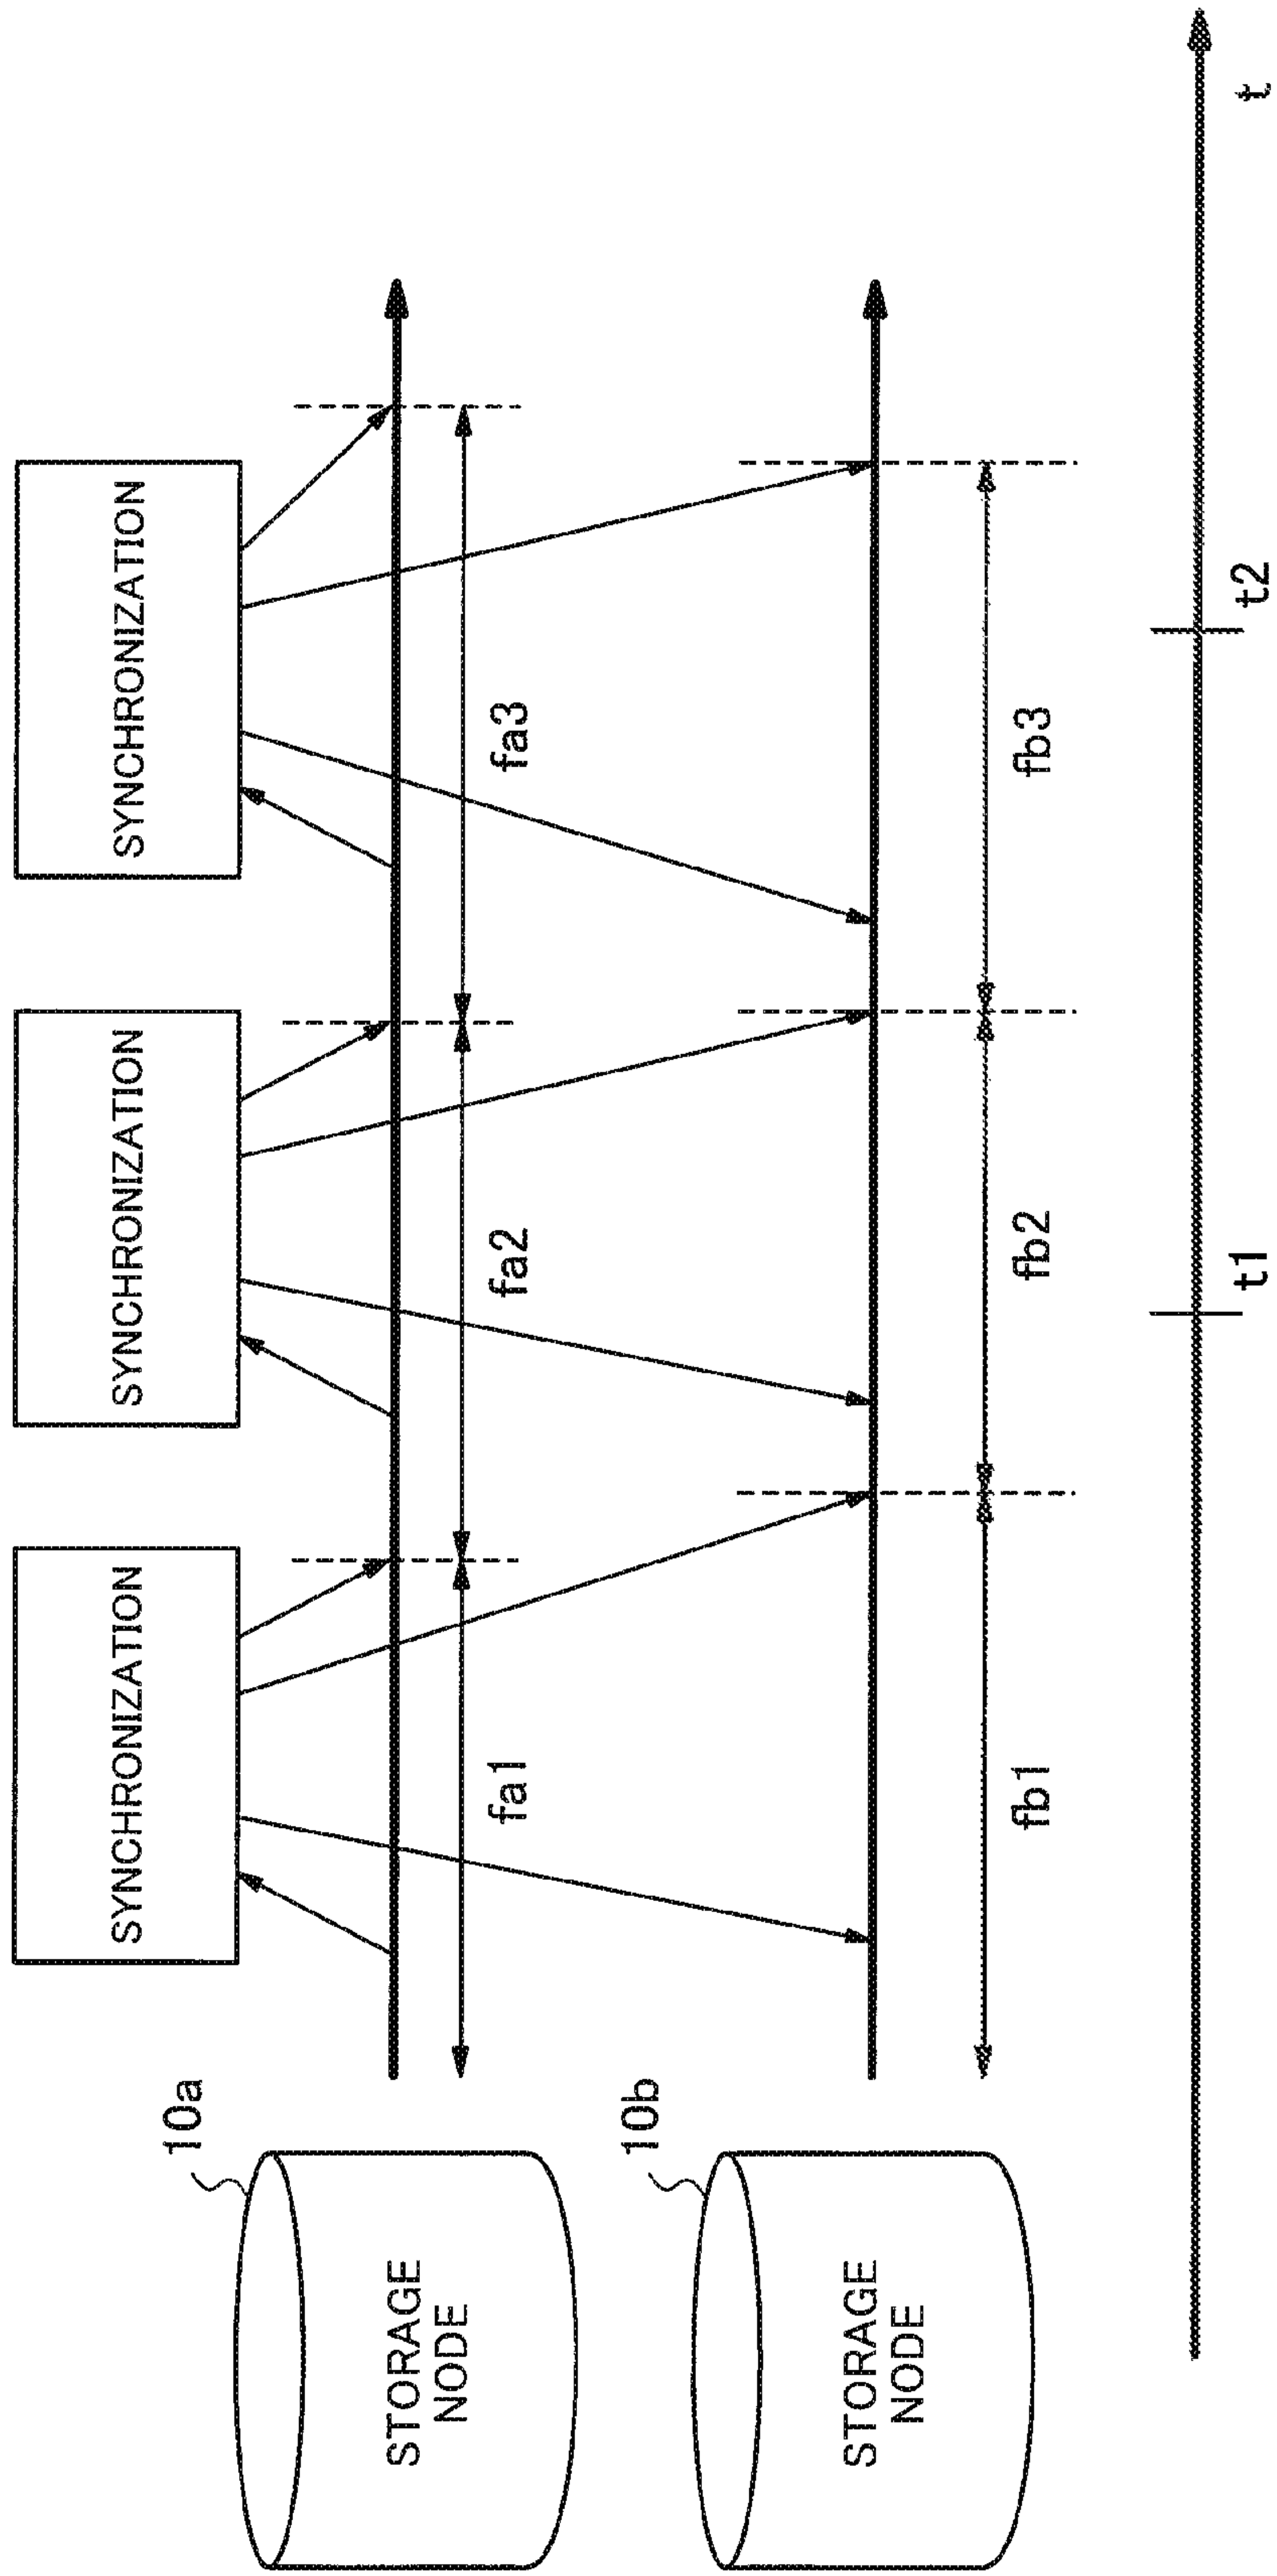 SYNCHRONIZATION
SYNCHRONIZATION
SYNCHRONIZATION
10a
STORAGE
NODE
fa1
fa2
fa3
10b
STORAGE
NODE
fb1
fb2
fb3
t1
t2
t